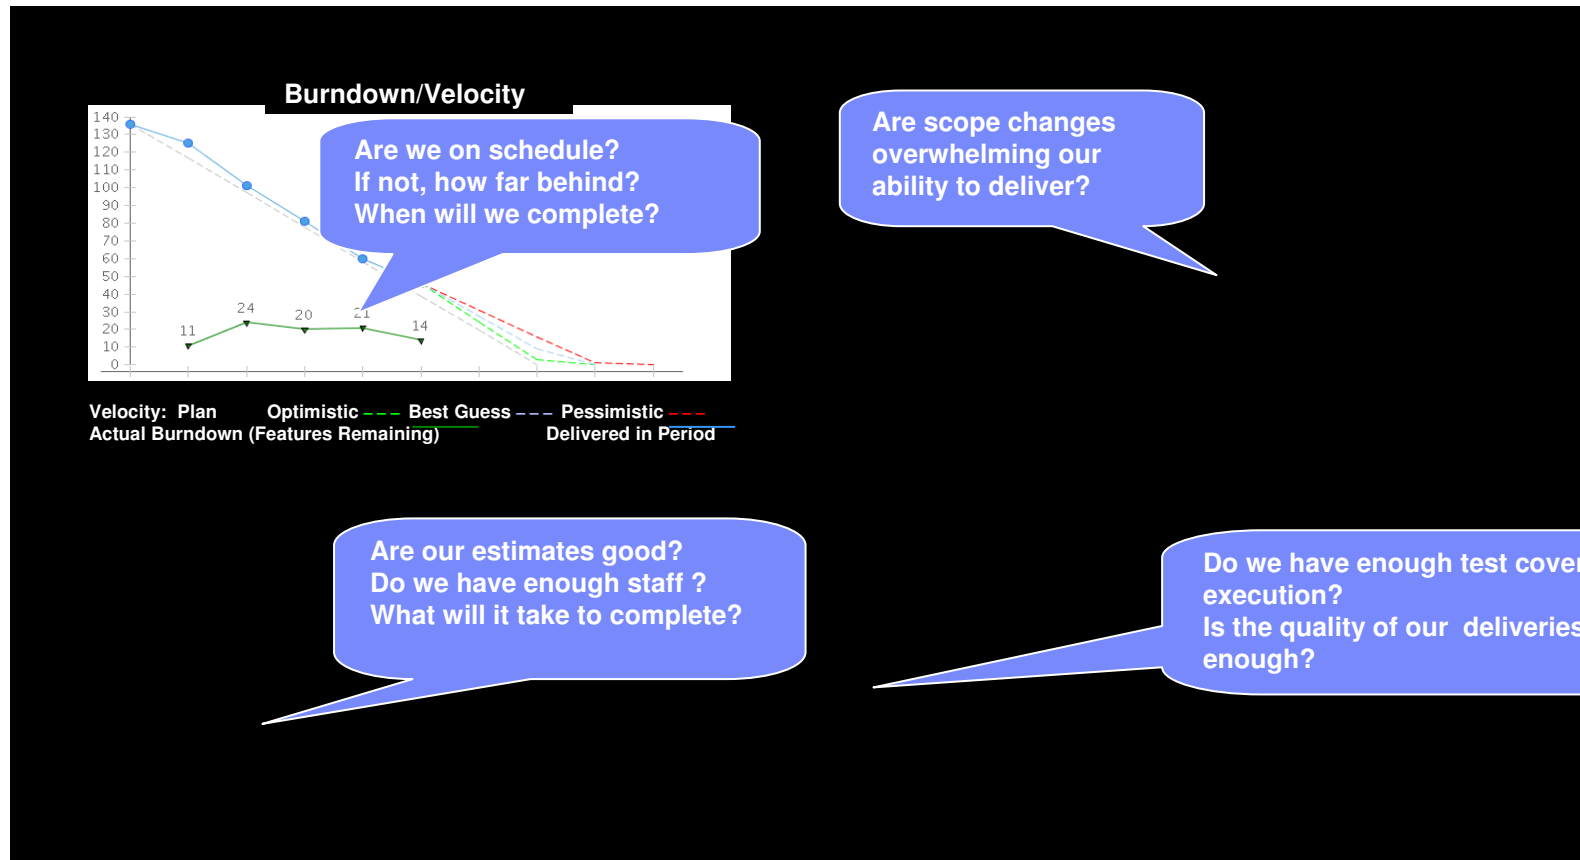 Burndown/Velocity
140
130
120
110
100
90
80
70
60
50
40
30
20
10
0
11
24
20
21
14
Are we on schedule?
If not, how far behind?
When will we complete?
Velocity: Plan Optimistic Best Guess Pessimistic
Actual Burndown (Features Remaining) Delivered in Period
Are scope changes
overwhelming our
ability to deliver?
Are our estimates good?
Do we have enough staff ?
What will it take to complete?
Do we have enough test
execution?
Is the quality of our deliveries
enough?